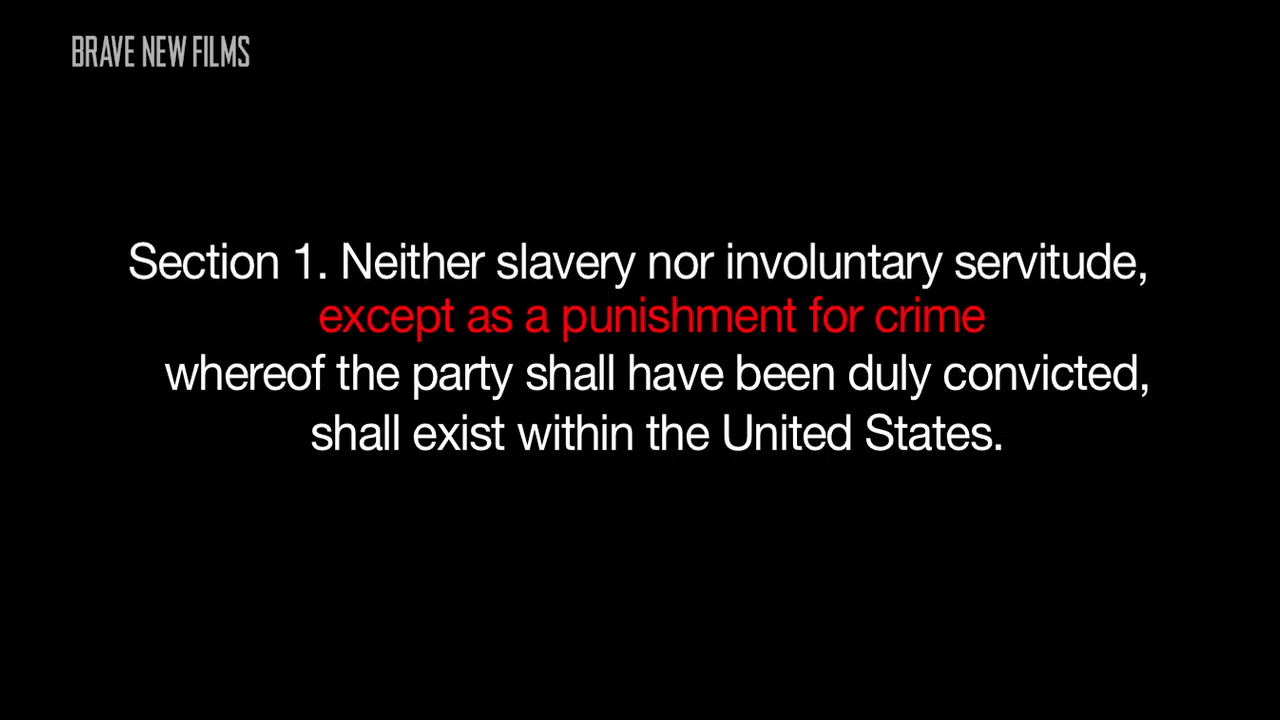 BRAVE NEW FILMS
Section 1. Neither slavery nor involuntary servitude,
except as a punishment for crime
whereof the party shall have been duly convicted,
shall exist within the United States.